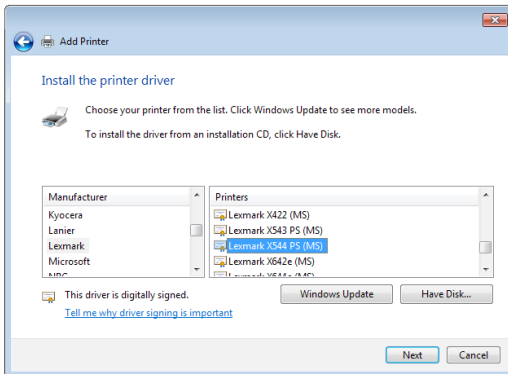 Add Printer
Install the printer driver
Choose your printer from the list. Click Windows Update to see more models.
To install the driver from an installation CD, click Have Disk.
Manufacturer
Kyocera
Lanier
Lexmark
Microsoft
Printers
Lexmark X422 (MS)
Lexmark X543 PS (MS)
Lexmark X544 PS (MS)
Lexmark X642e (MS)
This driver is digitally signed.
Tell me why driver signing is important
Windows Update
Have Disk...
Next
Cancel